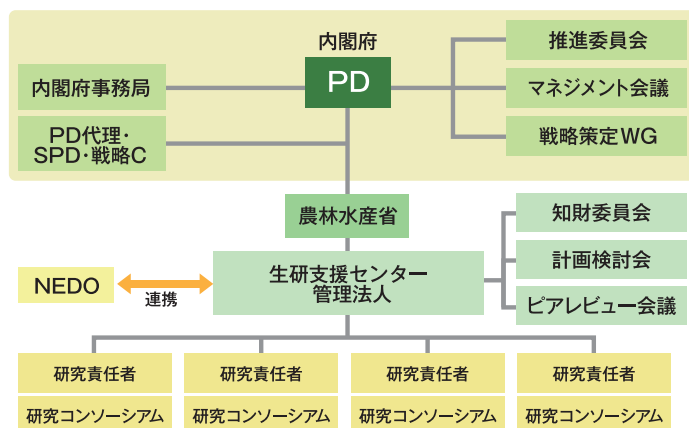 内閣府
PD
内閣府事務局
PD代理・
SPD・戦略C
推進委員会
マネジメント会議
戦略策定WG
農林水産省
生研支援センター
管理法人
NEDO
連携
知財委員会
計画検討会
ピアレビュー会議
研究責任者
研究責任者
研究責任者
研究責任者
研究コンソーシアム
研究コンソーシアム
研究コンソーシアム
研究コンソーシアム